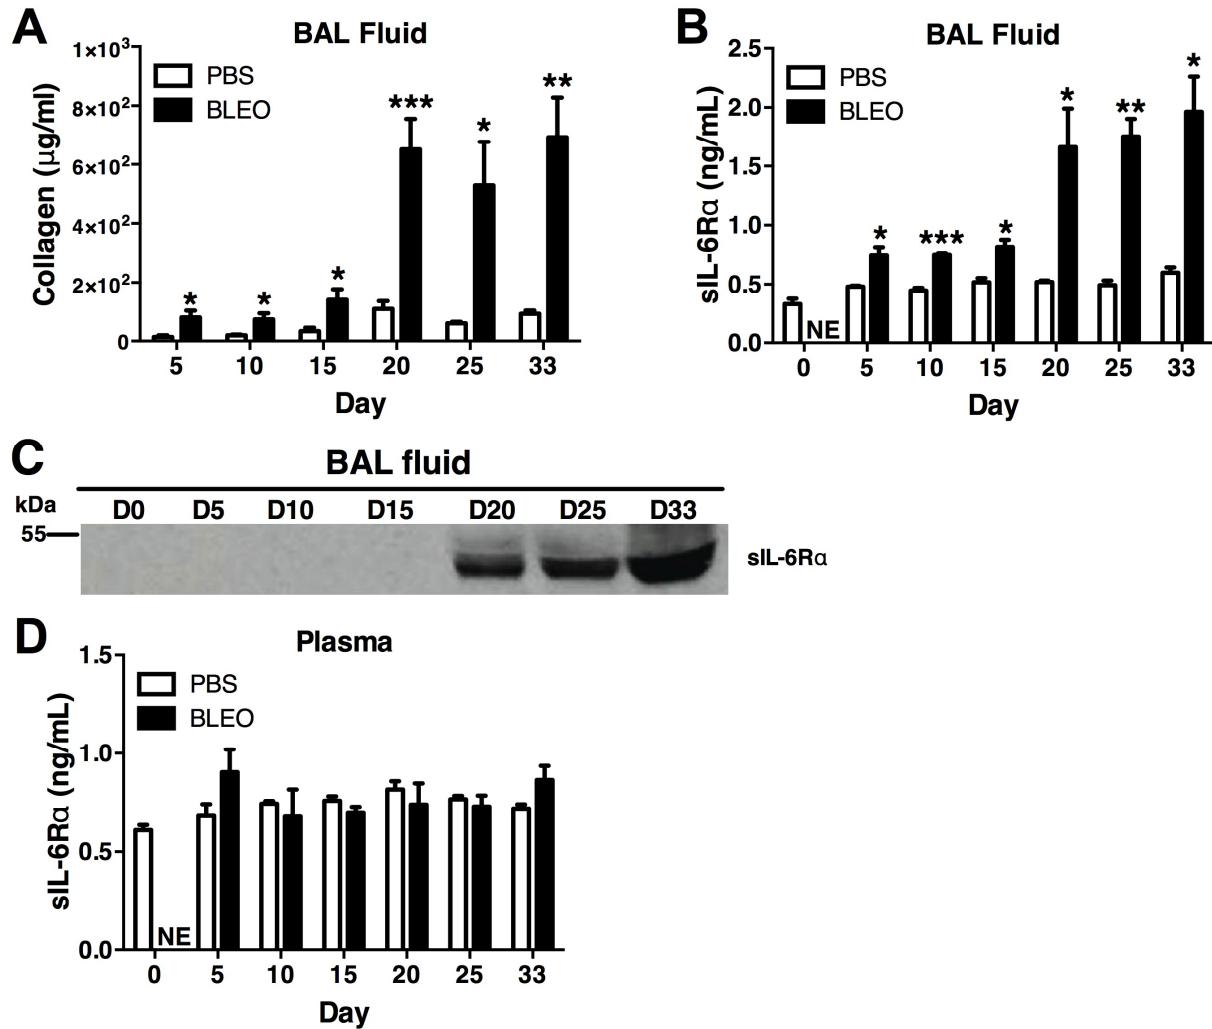 A
BAL Fluid
Collagen (µg/ml)
1×10³
8×10²
6×10²
4×10²
2×10²
0
PBS
BLEO
* * * *** * **
5 10 15 20 25 33
Day
B
BAL Fluid
sIL-6Rα (ng/mL)
2.5
2.0
1.5
1.0
0.5
0.0
PBS
BLEO
* *** * * ** *
NE
0 5 10 15 20 25 33
Day
C
BAL fluid
kDa
D0 D5 D10 D15 D20 D25 D33
55
sIL-6Rα
D
Plasma
sIL-6Rα (ng/mL)
1.5
1.0
0.5
0.0
PBS
BLEO
NE
0 5 10 15 20 25 33
Day